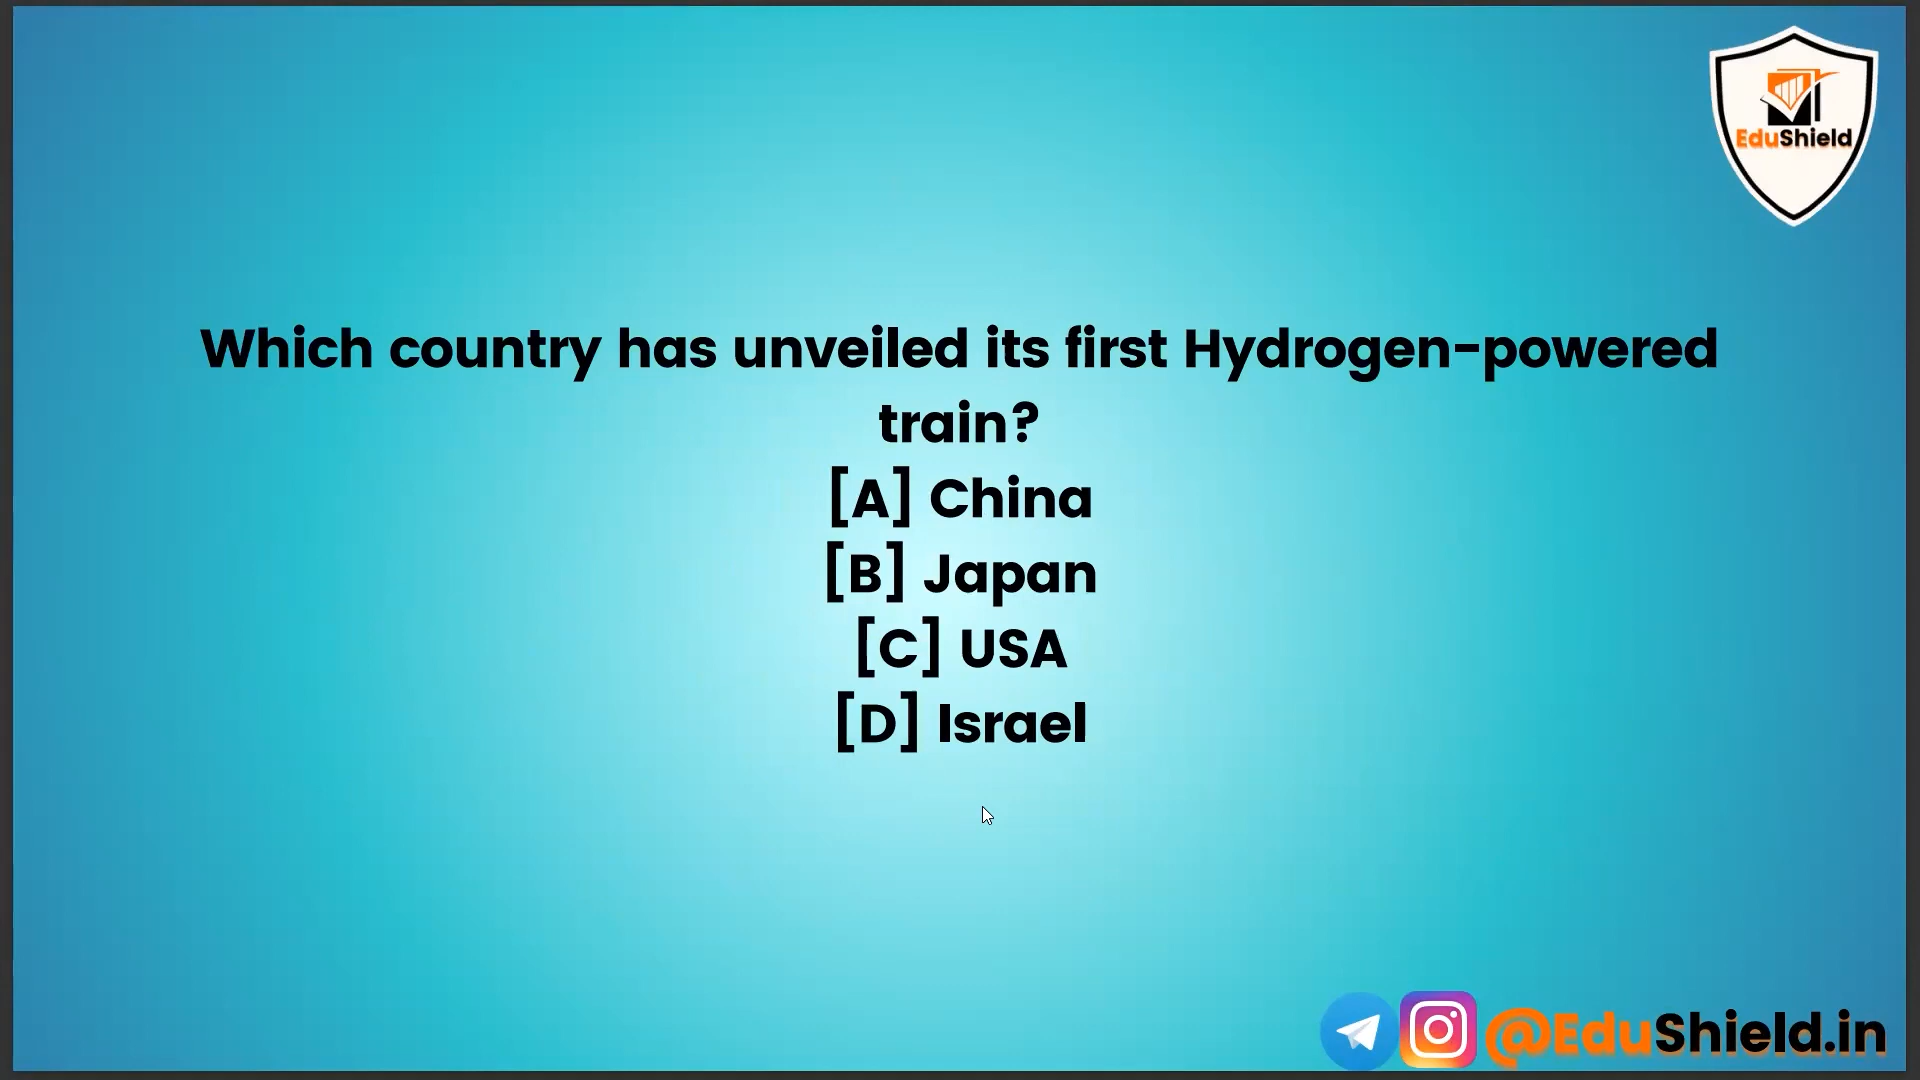 EduShield
Which country has unveiled its first Hydrogen-powered
train?
[A] China
[B] Japan
[C] USA
[D] Israel
@EduShield.in